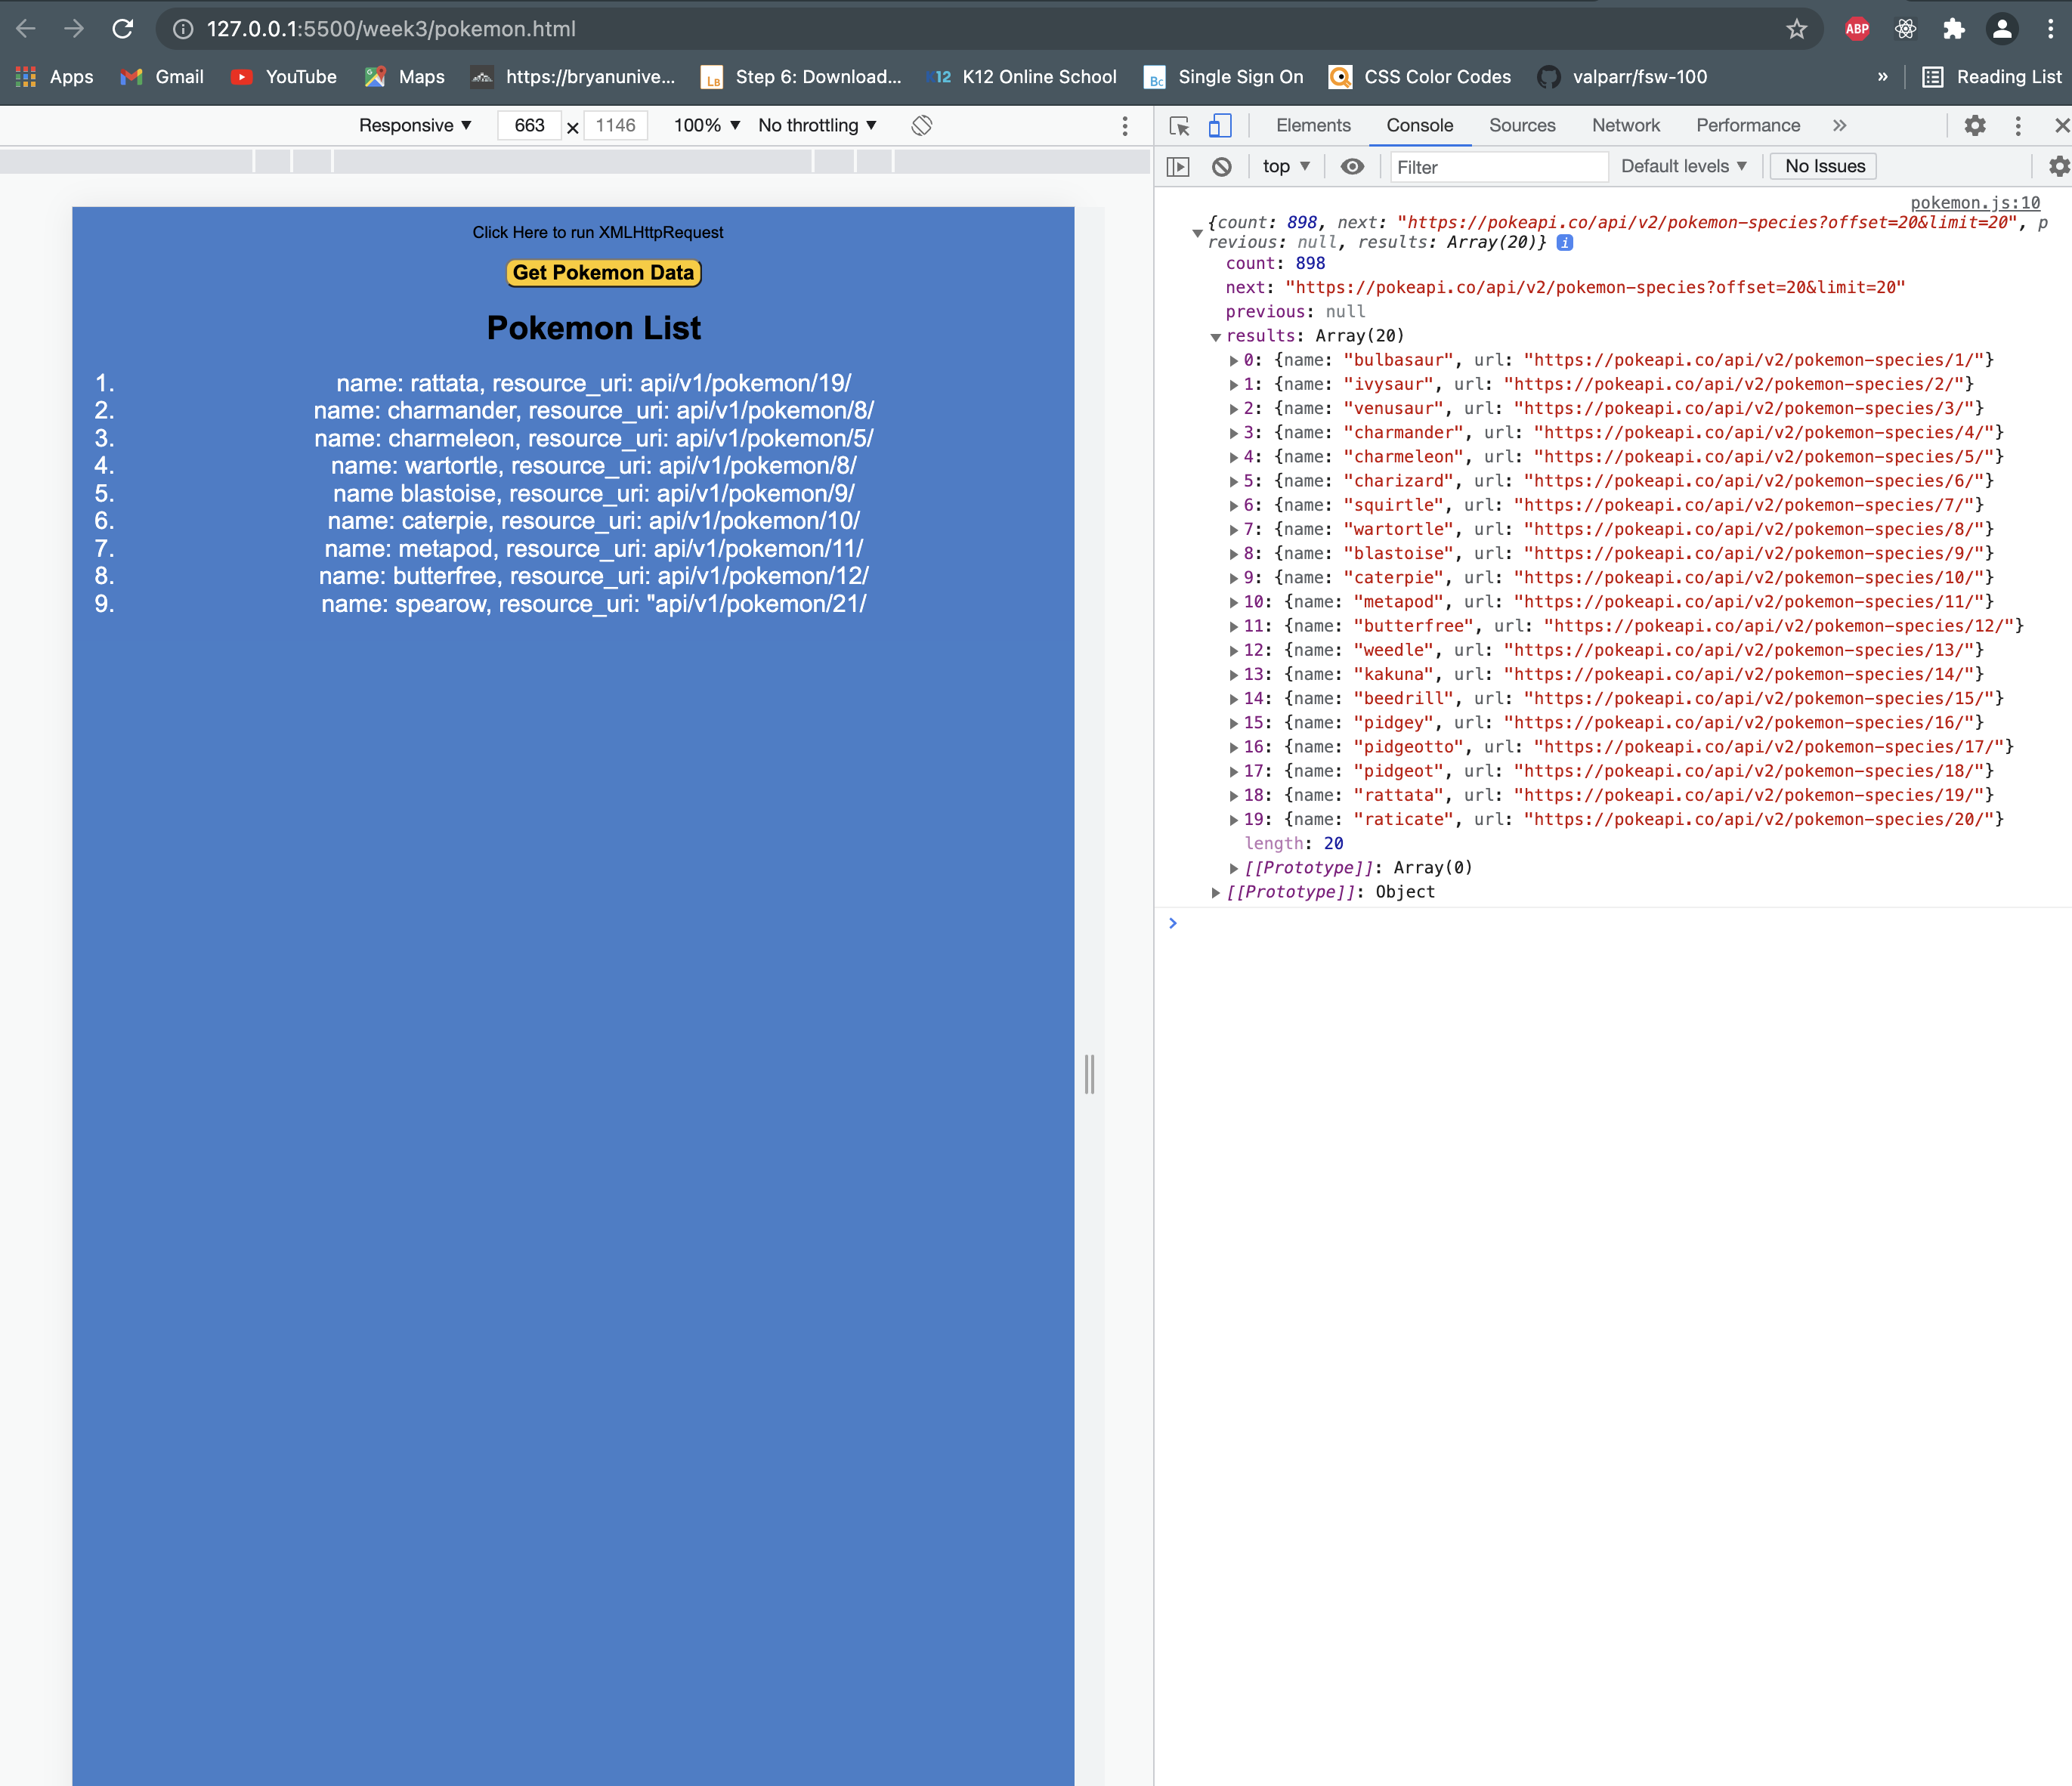 127.0.0.1:5500/week3/pokemon.html
ABP
Apps Gmail YouTube Maps https://bryanunive... LB Step 6: Download... 12 K12 Online School Bc Single Sign On CSS Color Codes valparr/fsw-100 » Reading List
Responsive ▼ 663 × 1146 100% ▼ No throttling ▼
Elements Console Sources Network Performance »
top ▼ Filter Default levels ▼ No Issues
Click Here to run XMLHttpRequest
Get Pokemon Data
Pokemon List
1. name: rattata, resource_uri: api/v1/pokemon/19/
2. name: charmander, resource_uri: api/v1/pokemon/8/
3. name: charmeleon, resource_uri: api/v1/pokemon/5/
4. name: wartortle, resource_uri: api/v1/pokemon/8/
5. name blastoise, resource_uri: api/v1/pokemon/9/
6. name: caterpie, resource_uri: api/v1/pokemon/10/
7. name: metapod, resource_uri: api/v1/pokemon/11/
8. name: butterfree, resource_uri: api/v1/pokemon/12/
9. name: spearow, resource_uri: "api/v1/pokemon/21/
pokemon.js:10
{count: 898, next: "https://pokeapi.co/api/v2/pokemon-species?offset=20&limit=20", p
revious: null, results: Array(20)} i
count: 898
next: "https://pokeapi.co/api/v2/pokemon-species?offset=20&limit=20"
previous: null
results: Array(20)
0: {name: "bulbasaur", url: "https://pokeapi.co/api/v2/pokemon-species/1/"}
1: {name: "ivysaur", url: "https://pokeapi.co/api/v2/pokemon-species/2/"}
2: {name: "venusaur", url: "https://pokeapi.co/api/v2/pokemon-species/3/"}
3: {name: "charmander", url: "https://pokeapi.co/api/v2/pokemon-species/4/"}
4: {name: "charmeleon", url: "https://pokeapi.co/api/v2/pokemon-species/5/"}
5: {name: "charizard", url: "https://pokeapi.co/api/v2/pokemon-species/6/"}
6: {name: "squirtle", url: "https://pokeapi.co/api/v2/pokemon-species/7/"}
7: {name: "wartortle", url: "https://pokeapi.co/api/v2/pokemon-species/8/"}
8: {name: "blastoise", url: "https://pokeapi.co/api/v2/pokemon-species/9/"}
9: {name: "caterpie", url: "https://pokeapi.co/api/v2/pokemon-species/10/"}
10: {name: "metapod", url: "https://pokeapi.co/api/v2/pokemon-species/11/"}
11: {name: "butterfree", url: "https://pokeapi.co/api/v2/pokemon-species/12/"}
12: {name: "weedle", url: "https://pokeapi.co/api/v2/pokemon-species/13/"}
13: {name: "kakuna", url: "https://pokeapi.co/api/v2/pokemon-species/14/"}
14: {name: "beedrill", url: "https://pokeapi.co/api/v2/pokemon-species/15/"}
15: {name: "pidgey", url: "https://pokeapi.co/api/v2/pokemon-species/16/"}
16: {name: "pidgeotto", url: "https://pokeapi.co/api/v2/pokemon-species/17/"}
17: {name: "pidgeot", url: "https://pokeapi.co/api/v2/pokemon-species/18/"}
18: {name: "rattata", url: "https://pokeapi.co/api/v2/pokemon-species/19/"}
19: {name: "raticate", url: "https://pokeapi.co/api/v2/pokemon-species/20/"}
length: 20
[[Prototype]]: Array(0)
[[Prototype]]: Object